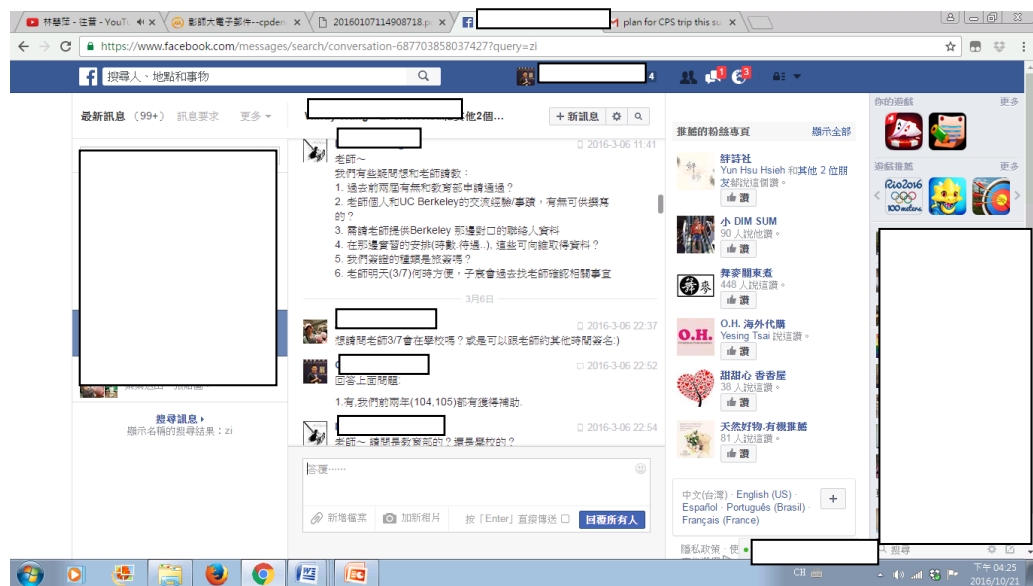 林慧萍 - 往昔 - YouTu
彰師大電子郵件--cpden
20160107114908718.p
plan for CPS trip this su
https://www.facebook.com/messages/search/conversation-687703858037427?query=zi
搜尋人、地點和事物
4
1
3
最新訊息 (99+) 訊息要求 更多
他2個...
+ 新訊息
2016-3-06 11:41
老師～
我們有些疑問想和老師請教：
1. 過去前兩屆有無和教育部申請通過？
2. 老師個人和UC Berkeley的交流經驗/事蹟，有無可供撰寫
的？
3. 需請老師提供Berkeley 那邊對口的聯絡人資料
4. 在那邊實習的安排(時數.待遇..), 這些可向誰取得資料？
5. 我們簽證的種類是旅簽嗎？
6. 老師明天(3/7)何時方便，子宸會過去找老師確認相關事宜
3月6日
2016-3-06 22:37
想請問老師3/7會在學校嗎？或是可以跟老師約其他時間簽名:)
2016-3-06 22:52
回答上面問題:
1.有,我們前兩年(104,105)都有獲得補助.
2016-3-06 22:54
老師～ 請問是教育部的？還是學校的？
搜尋訊息
顯示名稱的搜尋結果：zi
答覆⋯⋯
新增檔案
加新相片
按「Enter」直接傳送
回覆所有人
推薦的粉絲專頁 顯示全部
絆詩社
Yun Hsu Hsieh 和其他 2 位朋
友都說這個讚。
讚
小 DIM SUM
90 人說他讚。
讚
舞麥關東煮
448 人說這讚。
讚
O.H. 海外代購
Yesing Tsai 說這讚。
讚
甜甜心 香香屋
38 人說這讚。
讚
天然好物.有機推薦
81 人說這讚。
讚
中文(台灣) · English (US) ·
Español · Português (Brasil) ·
Français (France)
隱私政策 · 使
你的遊戲 更多
遊戲推薦 更多
Rio2016
100 meters
搜尋
CH
下午 04:25
2016/10/21